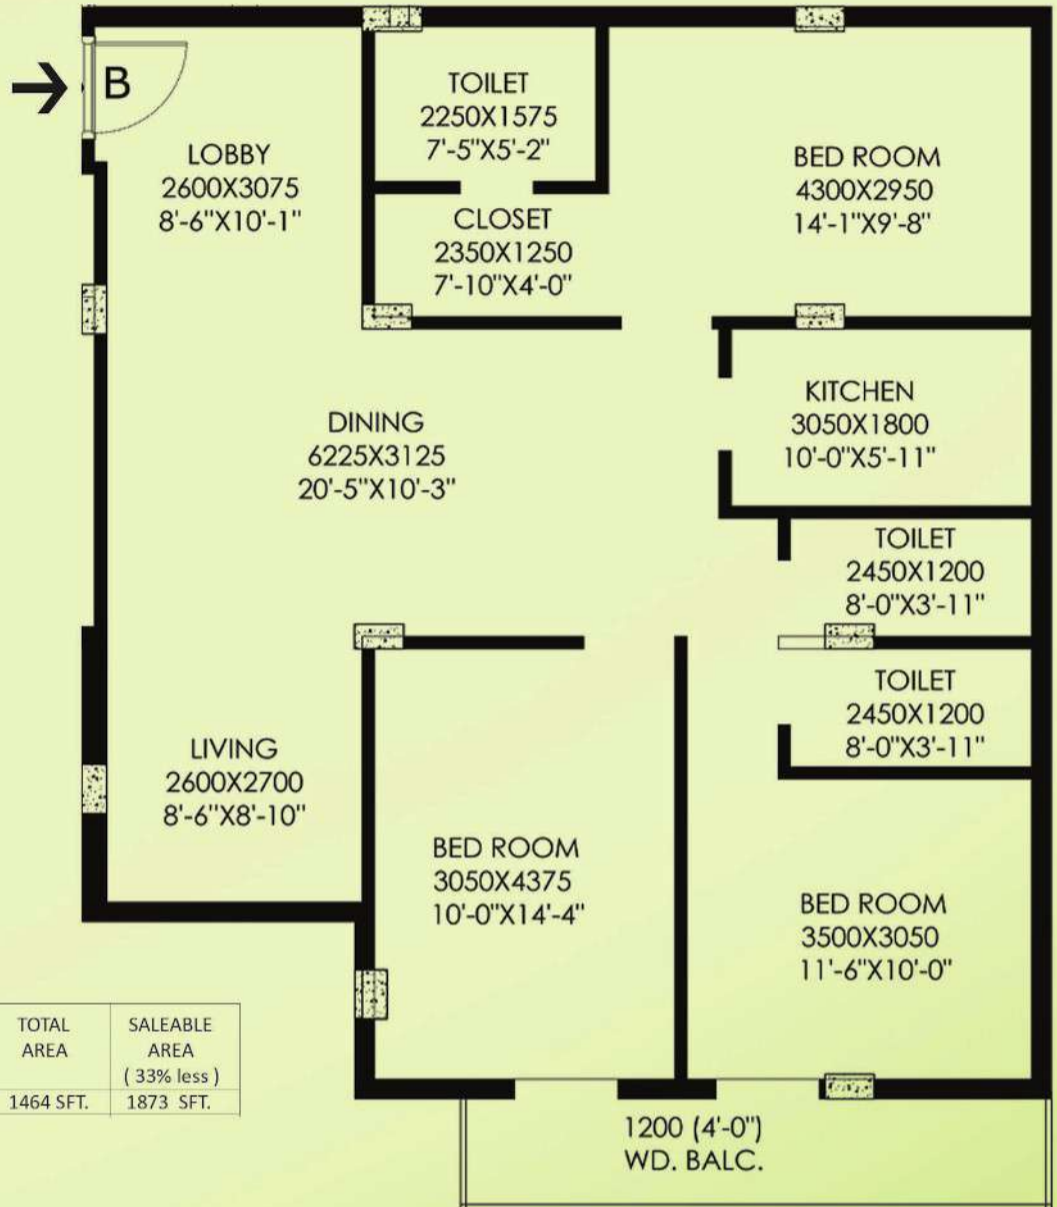 B
TOILET
2250X1575
7'-5"X5'-2"
LOBBY
2600X3075
8'-6"X10'-1"
BED ROOM
4300X2950
14'-1"X9'-8"
CLOSET
2350X1250
7'-10"X4'-0"
KITCHEN
3050X1800
10'-0"X5'-11"
DINING
6225X3125
20'-5"X10'-3"
TOILET
2450X1200
8'-0"X3'-11"
TOILET
2450X1200
8'-0"X3'-11"
LIVING
2600X2700
8'-6"X8'-10"
BED ROOM
3050X4375
10'-0"X14'-4"
BED ROOM
3500X3050
11'-6"X10'-0"
TOTAL
AREA
SALEABLE
AREA
( 33% less )
1464 SFT.
1873 SFT.
1200 (4'-0")
WD. BALC.